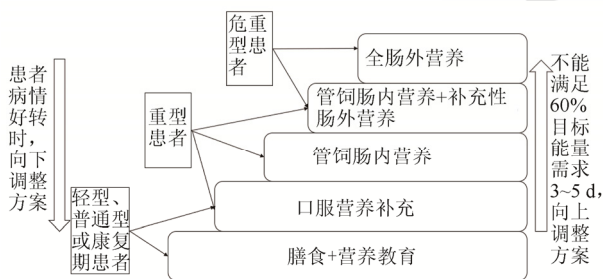 危重
型患
者
全肠外营养
患者
病情
好转
时,
向下
调整
方案
重型
患者
管饲肠内营养+补充性
肠外营养
管饲肠内营养
轻型、
普通型
或康复
期患者
口服营养补充
膳食+营养教育
不能
满足
60%
目标
能量
需求
3~5 d,
向上
调整
方案